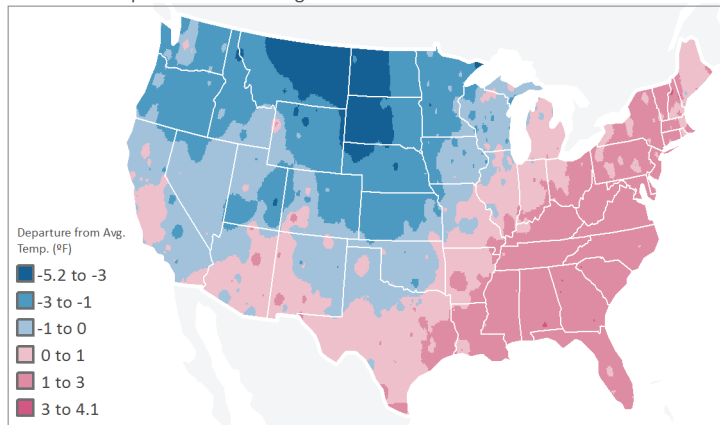 Departure from Avg.
Temp. (ºF)
-5.2 to -3
-3 to -1
-1 to 0
0 to 1
1 to 3
3 to 4.1